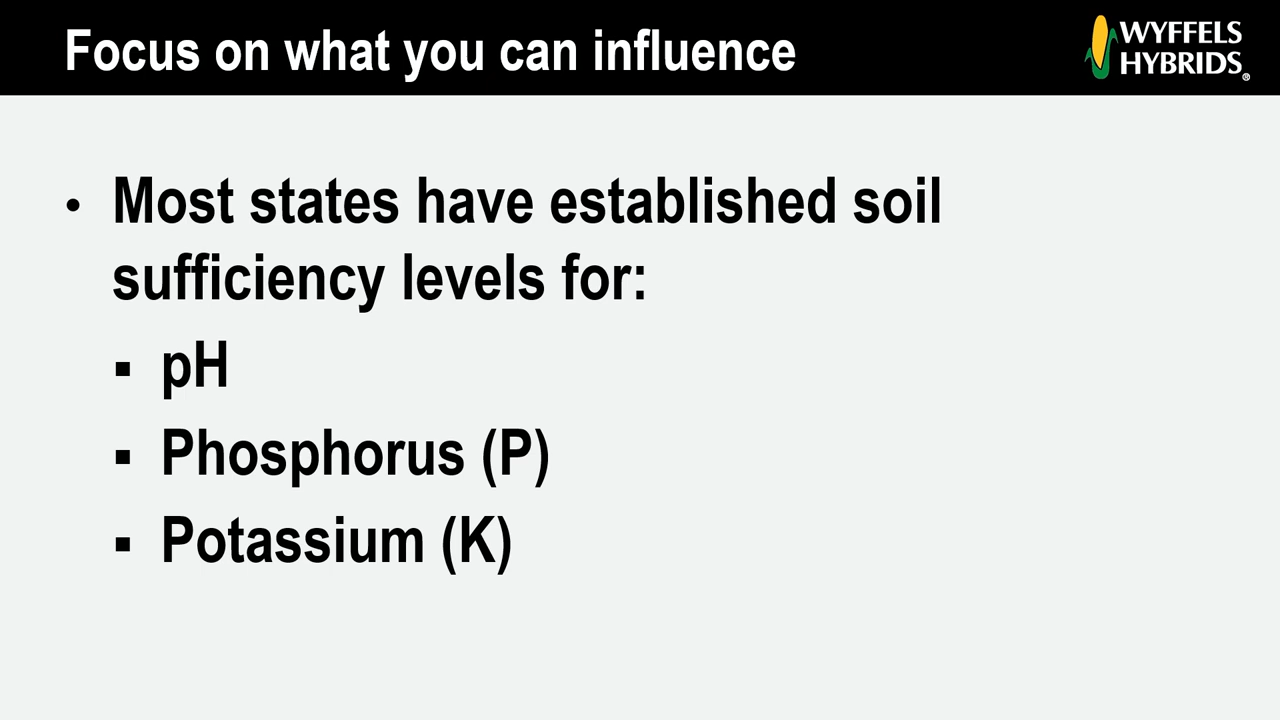 Focus on what you can influence
WYFFELS
HYBRIDS®
• Most states have established soil
sufficiency levels for:
▪ pH
▪ Phosphorus (P)
▪ Potassium (K)